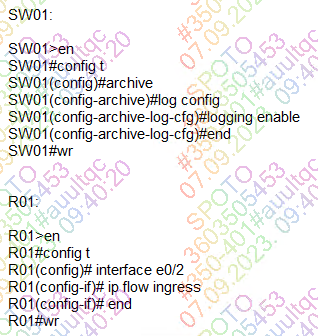 SW01:
SW01>en
SW01#config t
SW01(config)#archive
SW01(config-archive)#log config
SW01(config-archive-log-cfg)#logging enable
SW01(config-archive-log-cfg)#end
SW01#wr
R01:
R01>en
R01#config t
R01(config)# interface e0/2
R01(config-if)# ip flow ingress
R01(config-if)# end
R01#wr